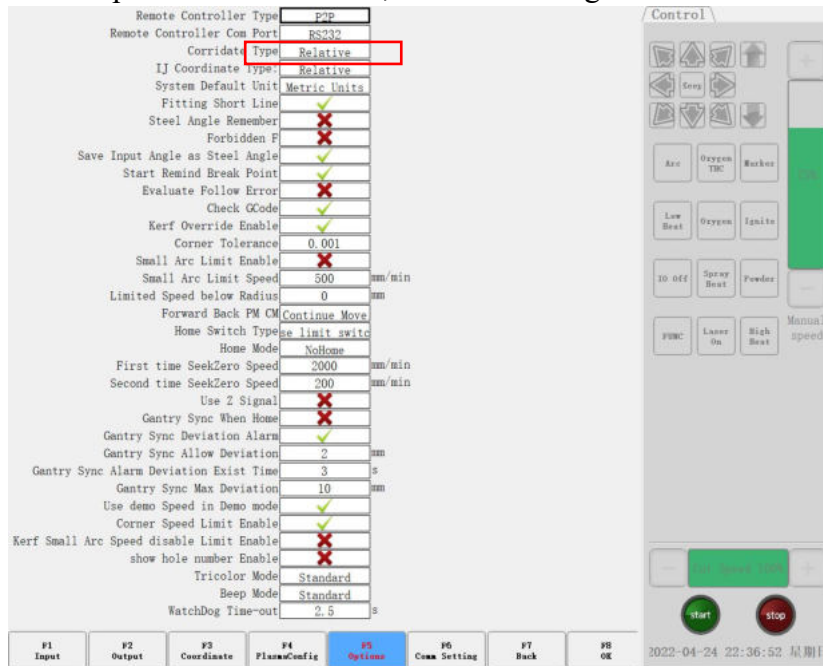 Remote Controller Type P2P
Remote Controller Com Port RS232
Corridate Type Relative
IJ Coordinate Type: Relative
System Default Unit Metric Units
Fitting Short Line
Steel Angle Remember
Forbidden F
Save Input Angle as Steel Angle
Start Remind Break Point
Evaluate Follow Error
Check GCode
Kerf Override Enable
Corner Tolerance 0.001
Small Arc Limit Enable
Small Arc Limit Speed 500 mm/min
Limited Speed below Radius 0 mm
Forward Back PM CM Continue Move
Home Switch Type se limit switc
Home Mode NoHome
First time SeekZero Speed 2000 mm/min
Second time SeekZero Speed 200 mm/min
Use Z Signal
Gantry Sync When Home
Gantry Sync Deviation Alarm
Gantry Sync Allow Deviation 2 mm
Gantry Sync Alarm Deviation Exist Time 3 s
Gantry Sync Max Deviation 10 mm
Use demo Speed in Demo mode
Corner Speed Limit Enable
Kerf Small Arc Speed disable Limit Enable
show hole number Enable
Tricolor Mode Standard
Beep Mode Standard
WatchDog Time-out 2.5 s
Control
Arc Oxygen THC Marker
Low Heat Oxygen Ignite
IO Off Spray Heat Powder
FUNC Laser On High Heat
Manual speed
start stop
F1 Input F2 Output F3 Coordinate F4 PlasmaConfig F5 Options F6 Comm Setting F7 Back F8 OK
2022-04-24 22:36:52 星期